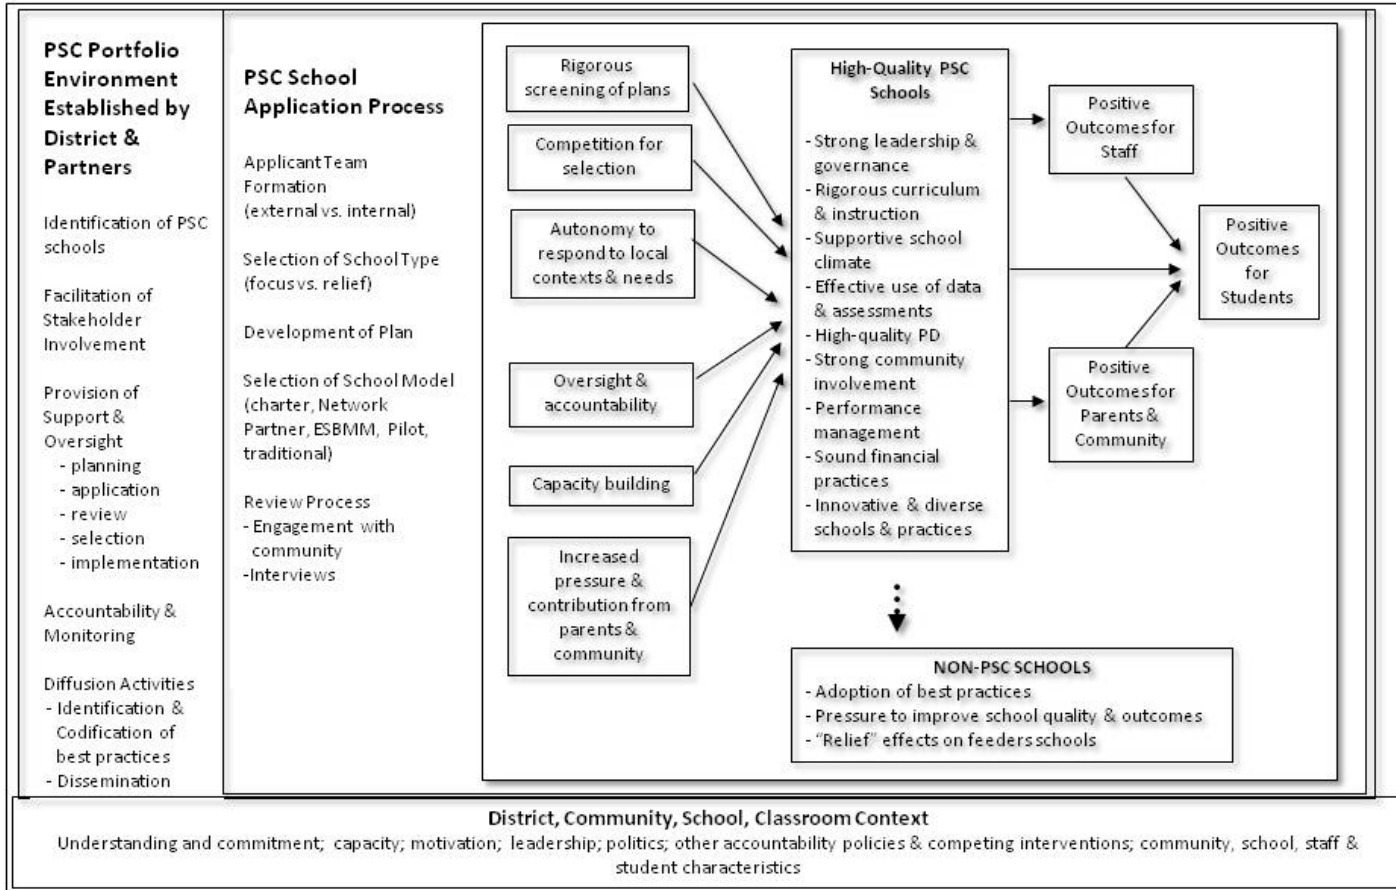 PSC Portfolio
Environment
Established by
District &
Partners
Identification of PSC
schools
Facilitation of
Stakeholder
Involvement
Provision of
Support &
Oversight
- planning
- application
- review
- selection
- implementation
Accountability &
Monitoring
Diffusion Activities
- Identification &
Codification of
best practices
- Dissemination
PSC School
Application Process
Applicant Team
Formation
(external vs. internal)
Selection of School Type
(focus vs. relief)
Development of Plan
Selection of School Model
(charter, Network
Partner, ESBMM, Pilot,
traditional)
Review Process
- Engagement with
community
-Interviews
Rigorous
screening of plans
Competition for
selection
Autonomy to
respond to local
contexts & needs
Oversight &
accountability
Capacity building
Increased
pressure &
contribution from
parents &
community
High-Quality PSC
Schools
- Strong leadership &
governance
- Rigorous curriculum
& instruction
- Supportive school
climate
- Effective use of data
& assessments
- High-quality PD
- Strong community
involvement
- Performance
management
- Sound financial
practices
- Innovative & diverse
schools & practices
Positive
Outcomes for
Staff
Positive
Outcomes for
Parents &
Community
Positive
Outcomes
for
Students
NON-PSC SCHOOLS
- Adoption of best practices
- Pressure to improve school quality & outcomes
- “Relief” effects on feeders schools
District, Community, School, Classroom Context
Understanding and commitment; capacity; motivation; leadership; politics; other accountability policies & competing interventions; community, school, staff &
student characteristics